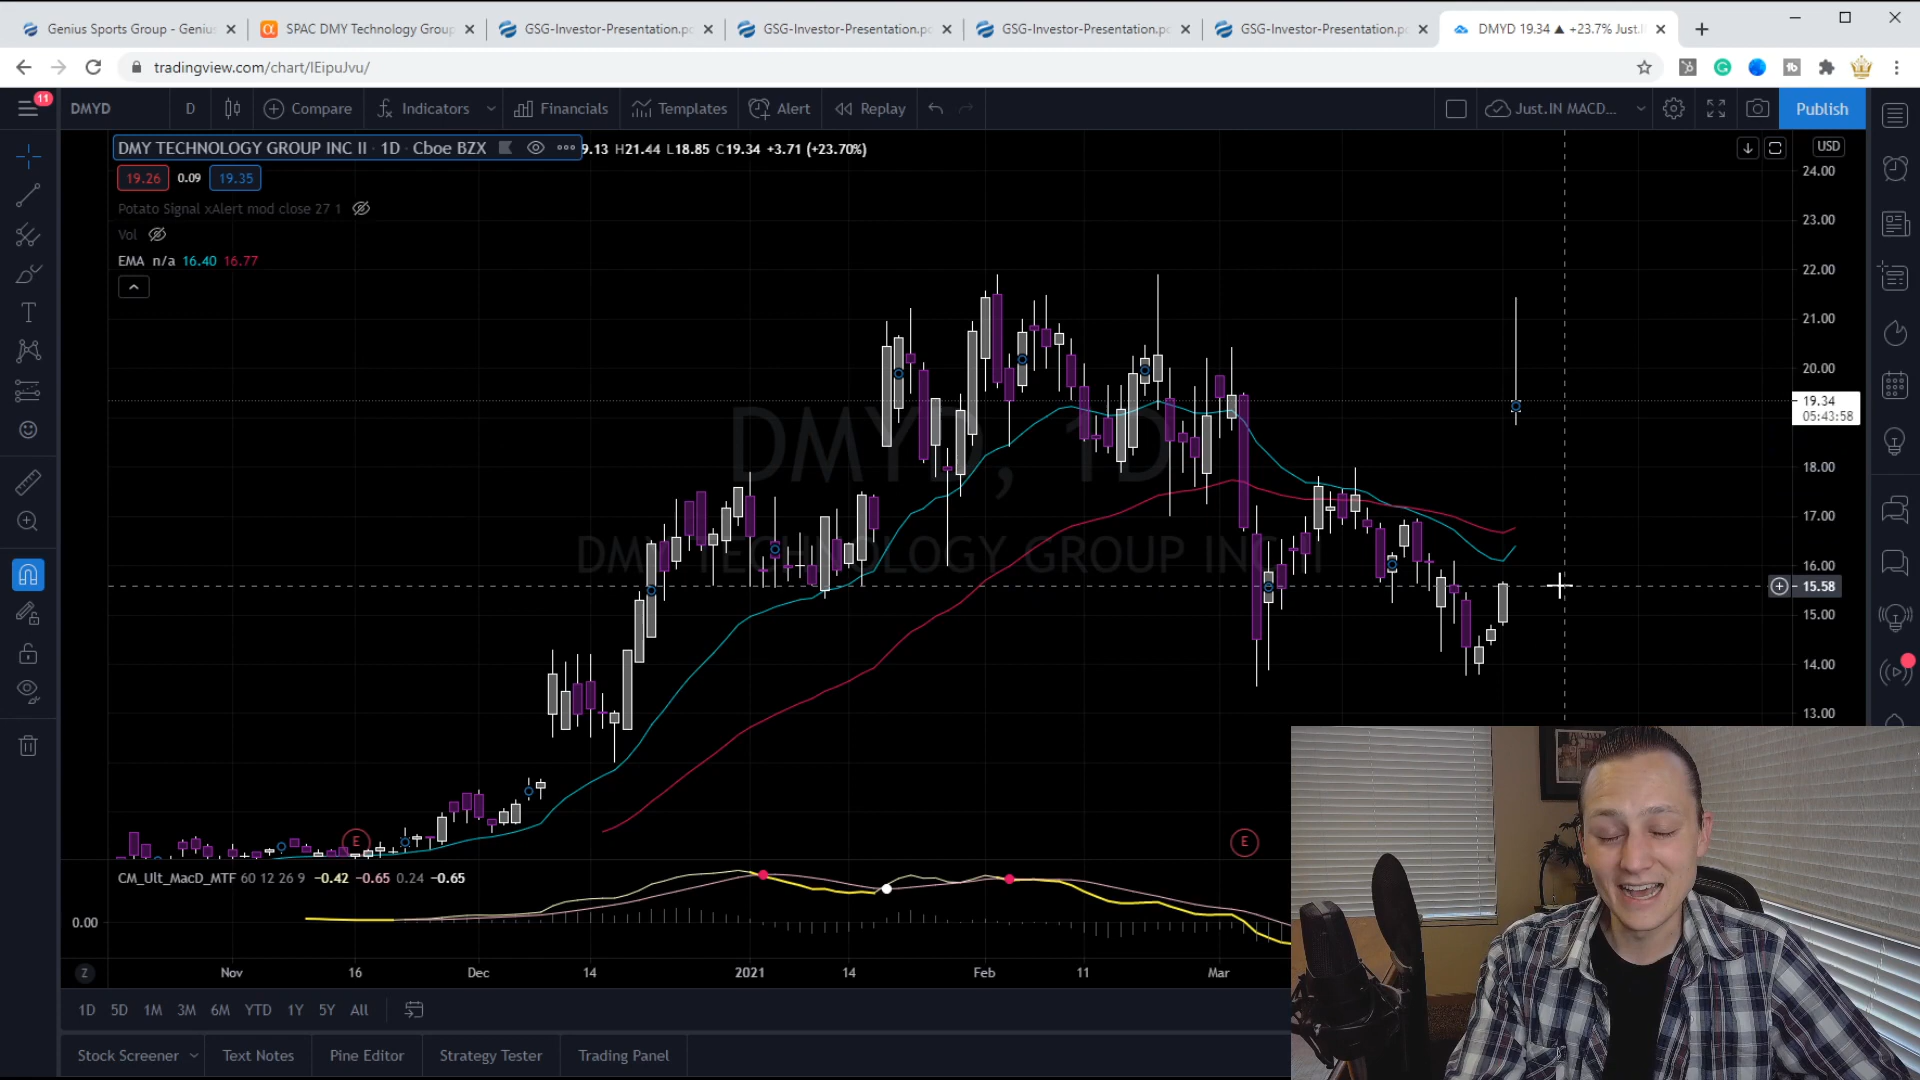 Genius Sports Group - Geniu
SPAC DMY Technology Group
GSG-Investor-Presentation.pd
GSG-Investor-Presentation.pd
GSG-Investor-Presentation.pd
GSG-Investor-Presentation.pd
DMYD 19.34 ▲ +23.7% Just.I
tradingview.com/chart/lEipuJvu/
11
DMYD
D
Compare
Indicators
Financials
Templates
Alert
Replay
Just.IN MACD...
Publish
DMY TECHNOLOGY GROUP INC II · 1D · Cboe BZX
9.13 H21.44 L18.85 C19.34 +3.71 (+23.70%)
USD
19.26 0.09 19.35
Potato Signal xAlert mod close 27 1
Vol
EMA n/a 16.40 16.77
24.00
23.00
22.00
21.00
20.00
19.34
05:43:58
18.00
17.00
16.00
15.58
15.00
14.00
13.00
DMYD, 1D
DMY TECHNOLOGY GROUP INC II
E
E
CM_Ult_MacD_MTF 60 12 26 9 −0.42 −0.65 0.24 −0.65
0.00
Z
Nov 16 Dec 14 2021 14 Feb 11 Mar
1D 5D 1M 3M 6M YTD 1Y 5Y All
Stock Screener
Text Notes
Pine Editor
Strategy Tester
Trading Panel